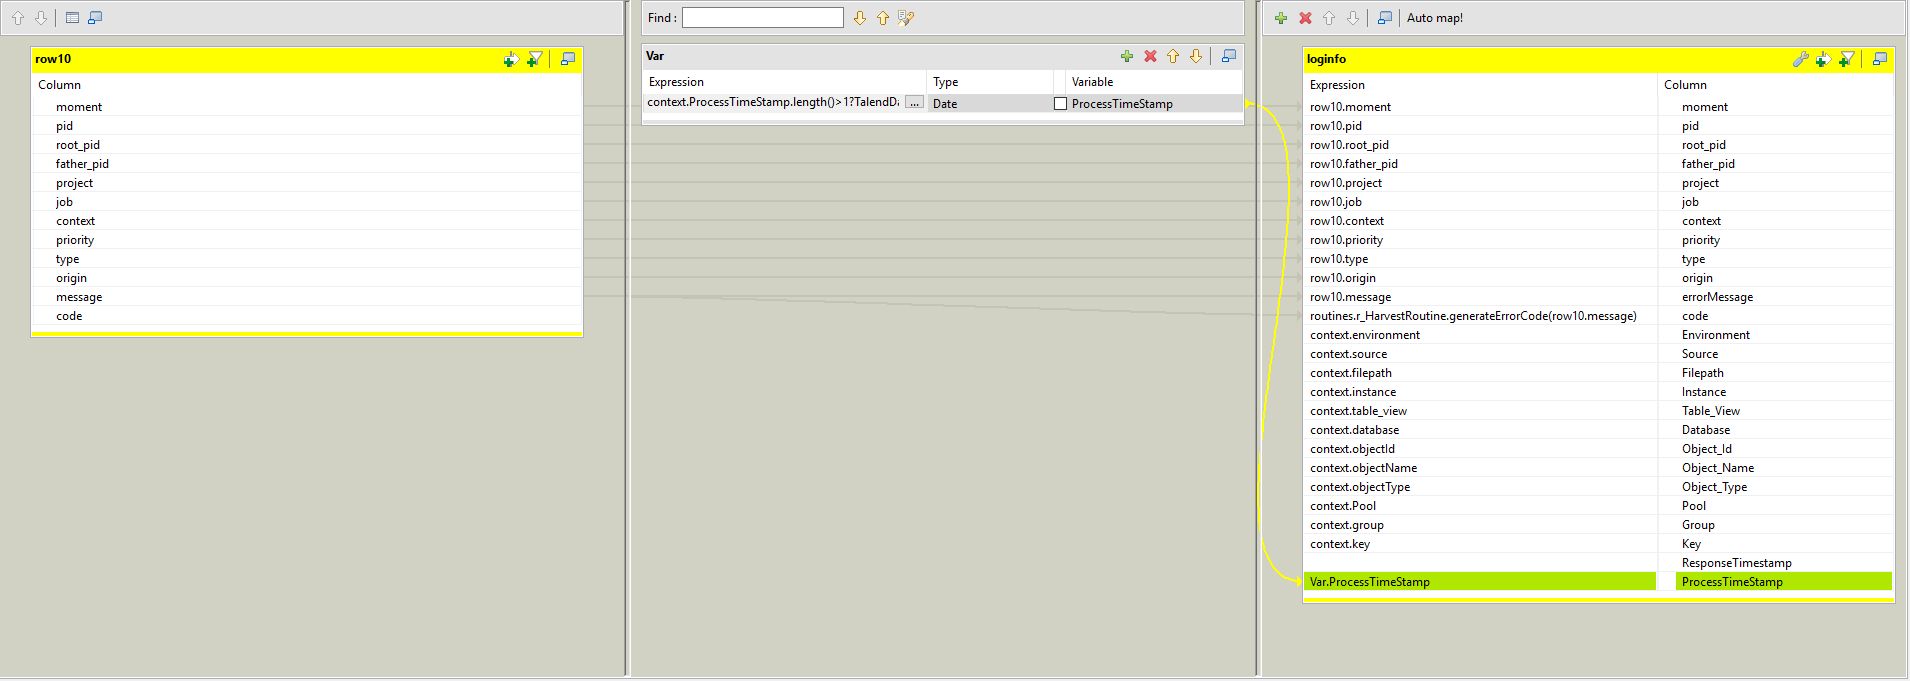 row10
Column
moment
pid
root_pid
father_pid
project
job
context
priority
type
origin
message
code
Find :
Var
Expression Type Variable
context.ProcessTimeStamp.length()>1?TalendDa ... Date ProcessTimeStamp
Auto map!
loginfo
Expression Column
row10.moment moment
row10.pid pid
row10.root_pid root_pid
row10.father_pid father_pid
row10.project project
row10.job job
row10.context context
row10.priority priority
row10.type type
row10.origin origin
row10.message errorMessage
routines.r_HarvestRoutine.generateErrorCode(row10.message) code
context.environment Environment
context.source Source
context.filepath Filepath
context.instance Instance
context.table_view Table_View
context.database Database
context.objectId Object_Id
context.objectName Object_Name
context.objectType Object_Type
context.Pool Pool
context.group Group
context.key Key
ResponseTimestamp
Var.ProcessTimeStamp ProcessTimeStamp